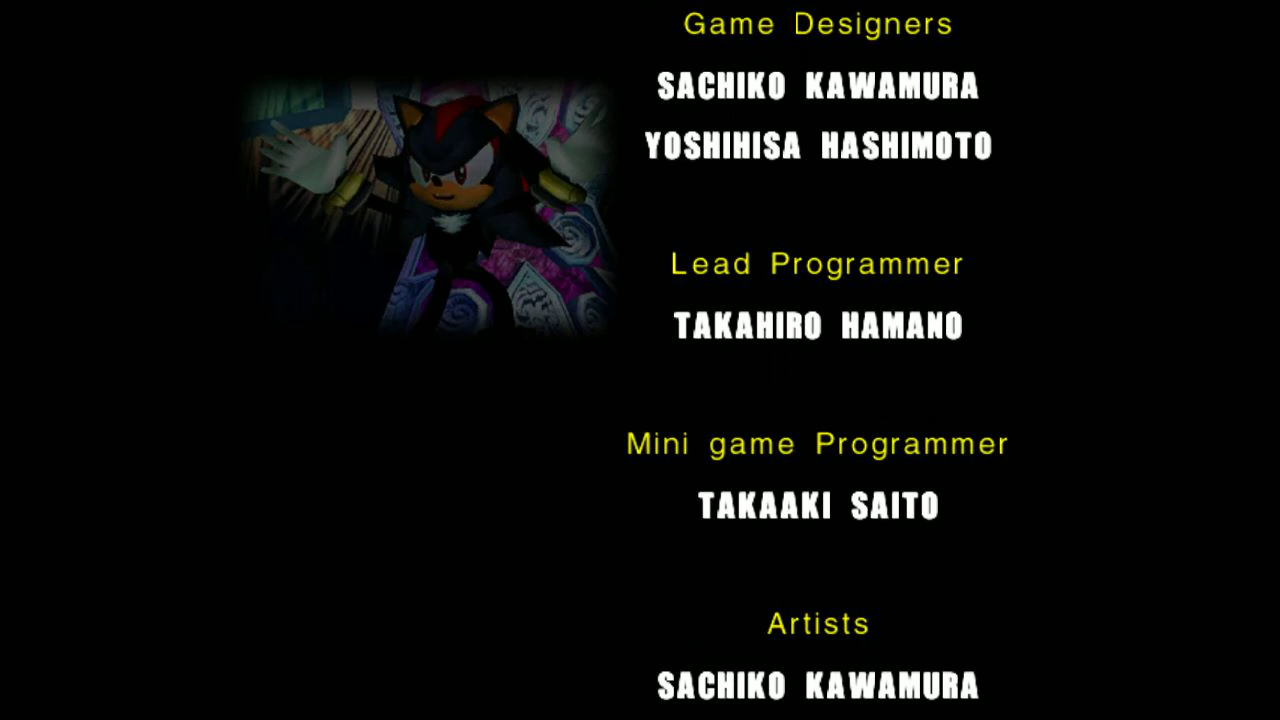 Game Designers
SACHIKO KAWAMURA
YOSHIHISA HASHIMOTO
Lead Programmer
TAKAHIRO HAMANO
Mini game Programmer
TAKAAKI SAITO
Artists
SACHIKO KAWAMURA